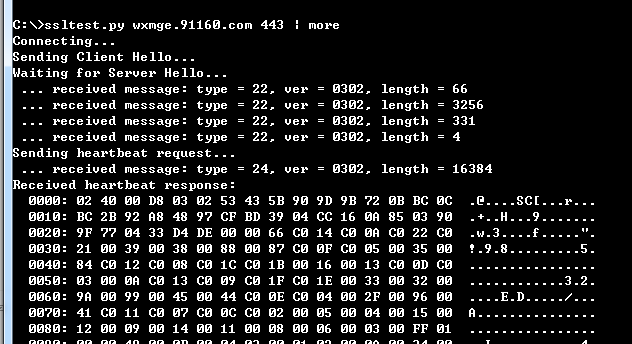 C:\>ssltest.py wxmge.91160.com 443 | more
Connecting...
Sending Client Hello...
Waiting for Server Hello...
 ... received message: type = 22, ver = 0302, length = 66
 ... received message: type = 22, ver = 0302, length = 3256
 ... received message: type = 22, ver = 0302, length = 331
 ... received message: type = 22, ver = 0302, length = 4
Sending heartbeat request...
 ... received message: type = 24, ver = 0302, length = 16384
Received heartbeat response:
  0000: 02 40 00 D8 03 02 53 43 5B 90 9D 9B 72 0B BC 0C  .@....SC[...r...
  0010: BC 2B 92 A8 48 97 CF BD 39 04 CC 16 0A 85 03 90  .+..H...9.......
  0020: 9F 77 04 33 D4 DE 00 00 66 C0 14 C0 0A C0 22 C0  .w.3....f.....".
  0030: 21 00 39 00 38 00 88 00 87 C0 0F C0 05 00 35 00  !.9.8.........5.
  0040: 84 C0 12 C0 08 C0 1C C0 1B 00 16 00 13 C0 0D C0  ................
  0050: 03 00 0A C0 13 C0 09 C0 1F C0 1E 00 33 00 32 00  ............3.2.
  0060: 9A 00 99 00 45 00 44 C0 0E C0 04 00 2F 00 96 00  ....E.D...../...
  0070: 41 C0 11 C0 07 C0 0C C0 02 00 05 00 04 00 15 00  A...............
  0080: 12 00 09 00 14 00 11 00 08 00 06 00 03 00 FF 01  ................